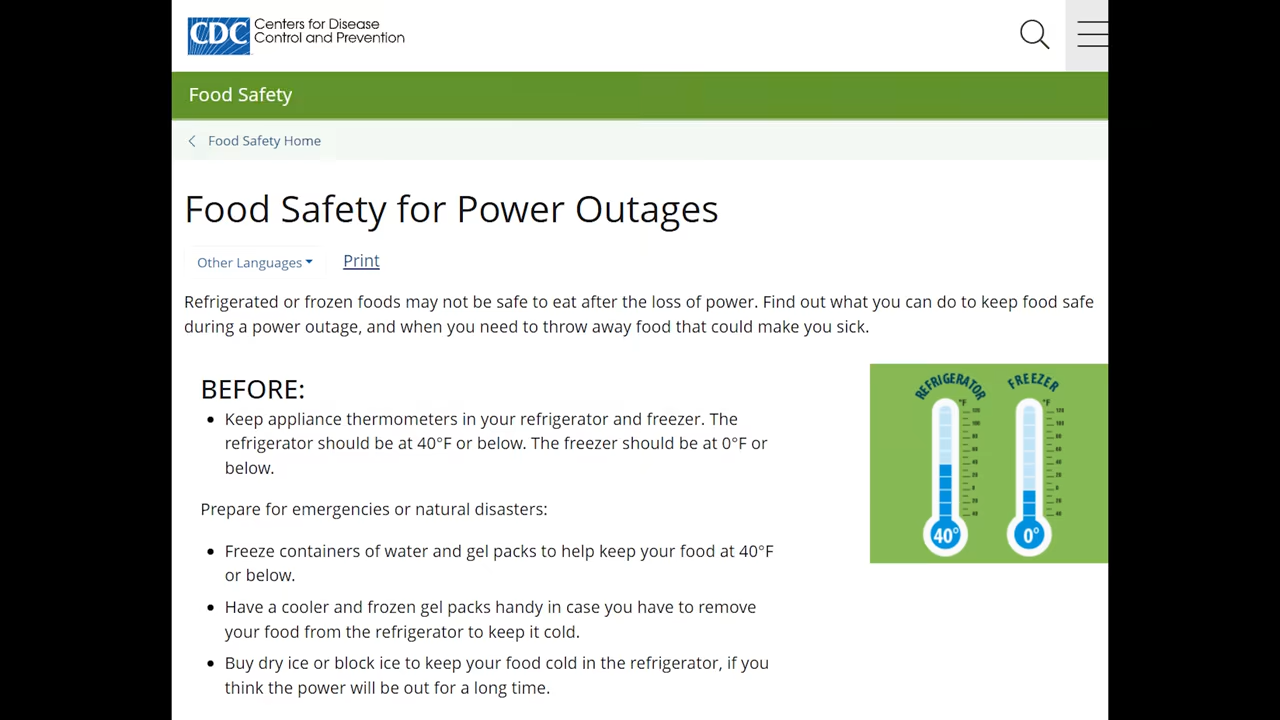 CDC
Centers for Disease
Control and Prevention
Food Safety
Food Safety Home
Food Safety for Power Outages
Other Languages
Print
Refrigerated or frozen foods may not be safe to eat after the loss of power. Find out what you can do to keep food safe
during a power outage, and when you need to throw away food that could make you sick.
BEFORE:
• Keep appliance thermometers in your refrigerator and freezer. The
refrigerator should be at 40°F or below. The freezer should be at 0°F or
below.
REFRIGERATOR
FREEZER
°F
°F
40°
0°
Prepare for emergencies or natural disasters:
• Freeze containers of water and gel packs to help keep your food at 40°F
or below.
• Have a cooler and frozen gel packs handy in case you have to remove
your food from the refrigerator to keep it cold.
• Buy dry ice or block ice to keep your food cold in the refrigerator, if you
think the power will be out for a long time.